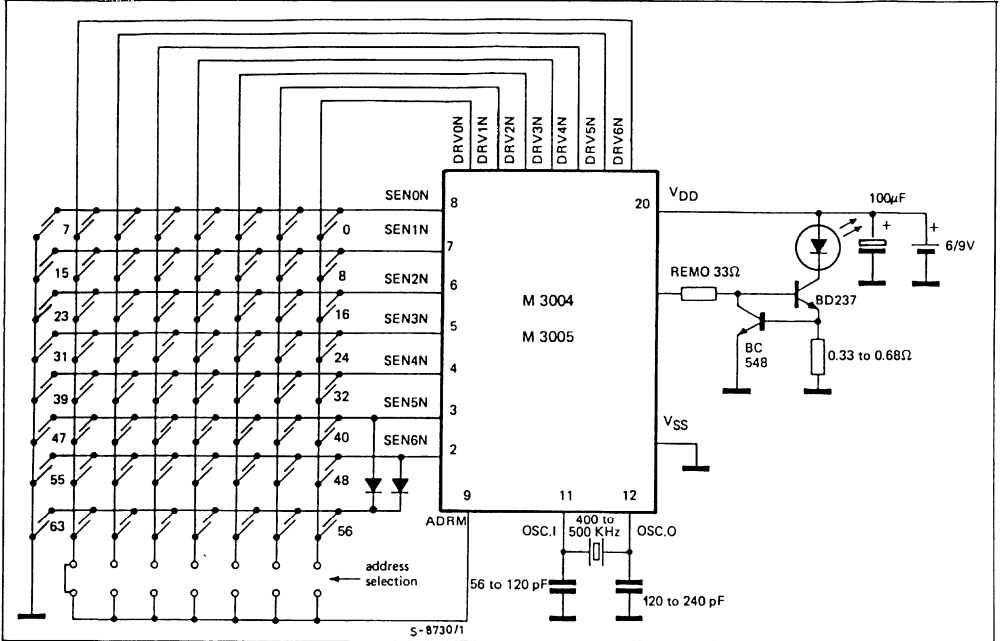 DRV0N
DRV1N
DRV2N
DRV3N
DRV4N
DRV5N
DRV6N
SEN0N
8
20
VDD
100µF
+
+
6/9V
7
0
SEN1N
7
15
8
SEN2N
6
REMO 33Ω
BD237
M 3004
23
16
SEN3N
5
M 3005
BC
548
0.33 to 0.68Ω
31
24
SEN4N
4
39
32
SEN5N
3
47
40
SEN6N
2
VSS
55
48
63
56
ADRM
9
11
12
OSC.I
400 to
500 KHz
OSC.O
address
selection
56 to 120 pF
120 to 240 pF
S-8730/1